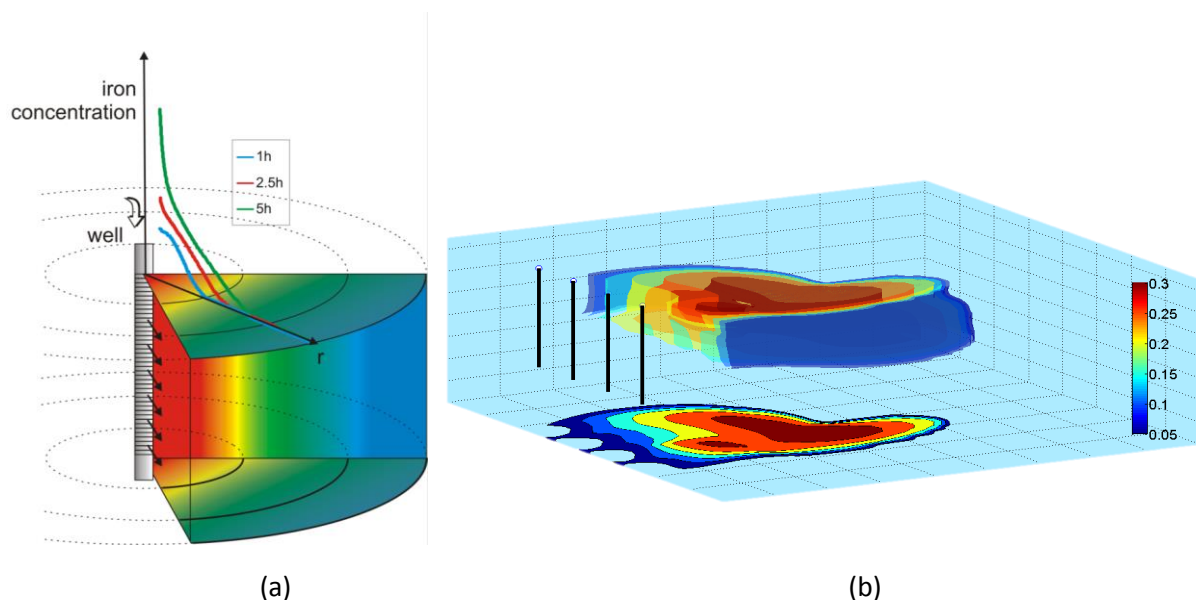 iron
concentration
1h
2.5h
5h
well
r
0.3
0.25
0.2
0.15
0.1
0.05
(a)
(b)